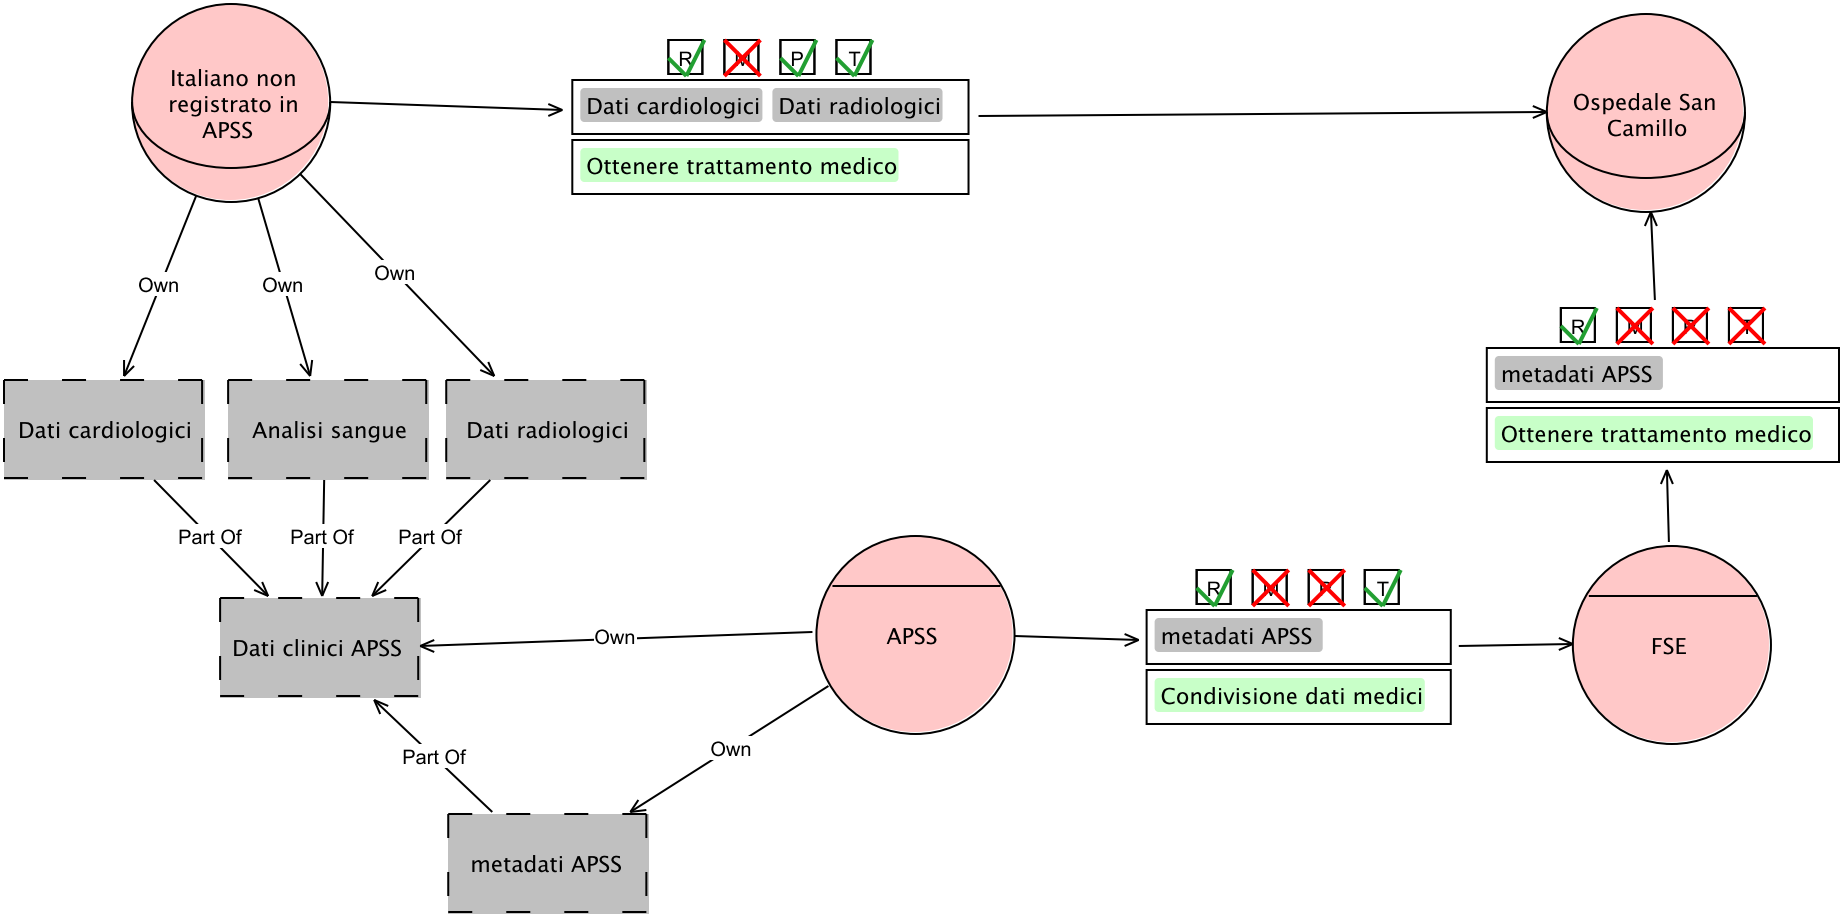 R P T
Italiano non
registrato in
APSS
Dati cardiologici Dati radiologici
Ottenere trattamento medico
Ospedale San
Camillo
Own
Own
Own
R
metadati APSS
Ottenere trattamento medico
Dati cardiologici
Analisi sangue
Dati radiologici
Part Of
Part Of
Part Of
R T
metadati APSS
Condivisione dati medici
Dati clinici APSS
Own
APSS
FSE
Own
Part Of
metadati APSS